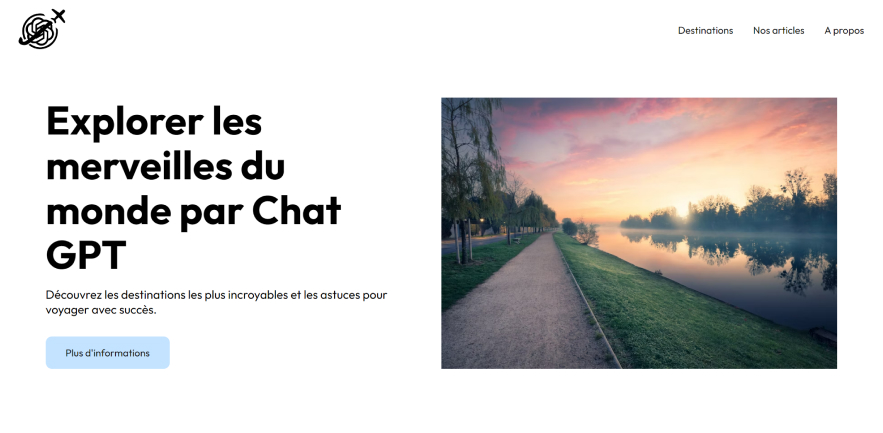 Destinations
Nos articles
A propos
Explorer les
merveilles du
monde par Chat
GPT
Découvrez les destinations les plus incroyables et les astuces pour
voyager avec succès.
Plus d'informations